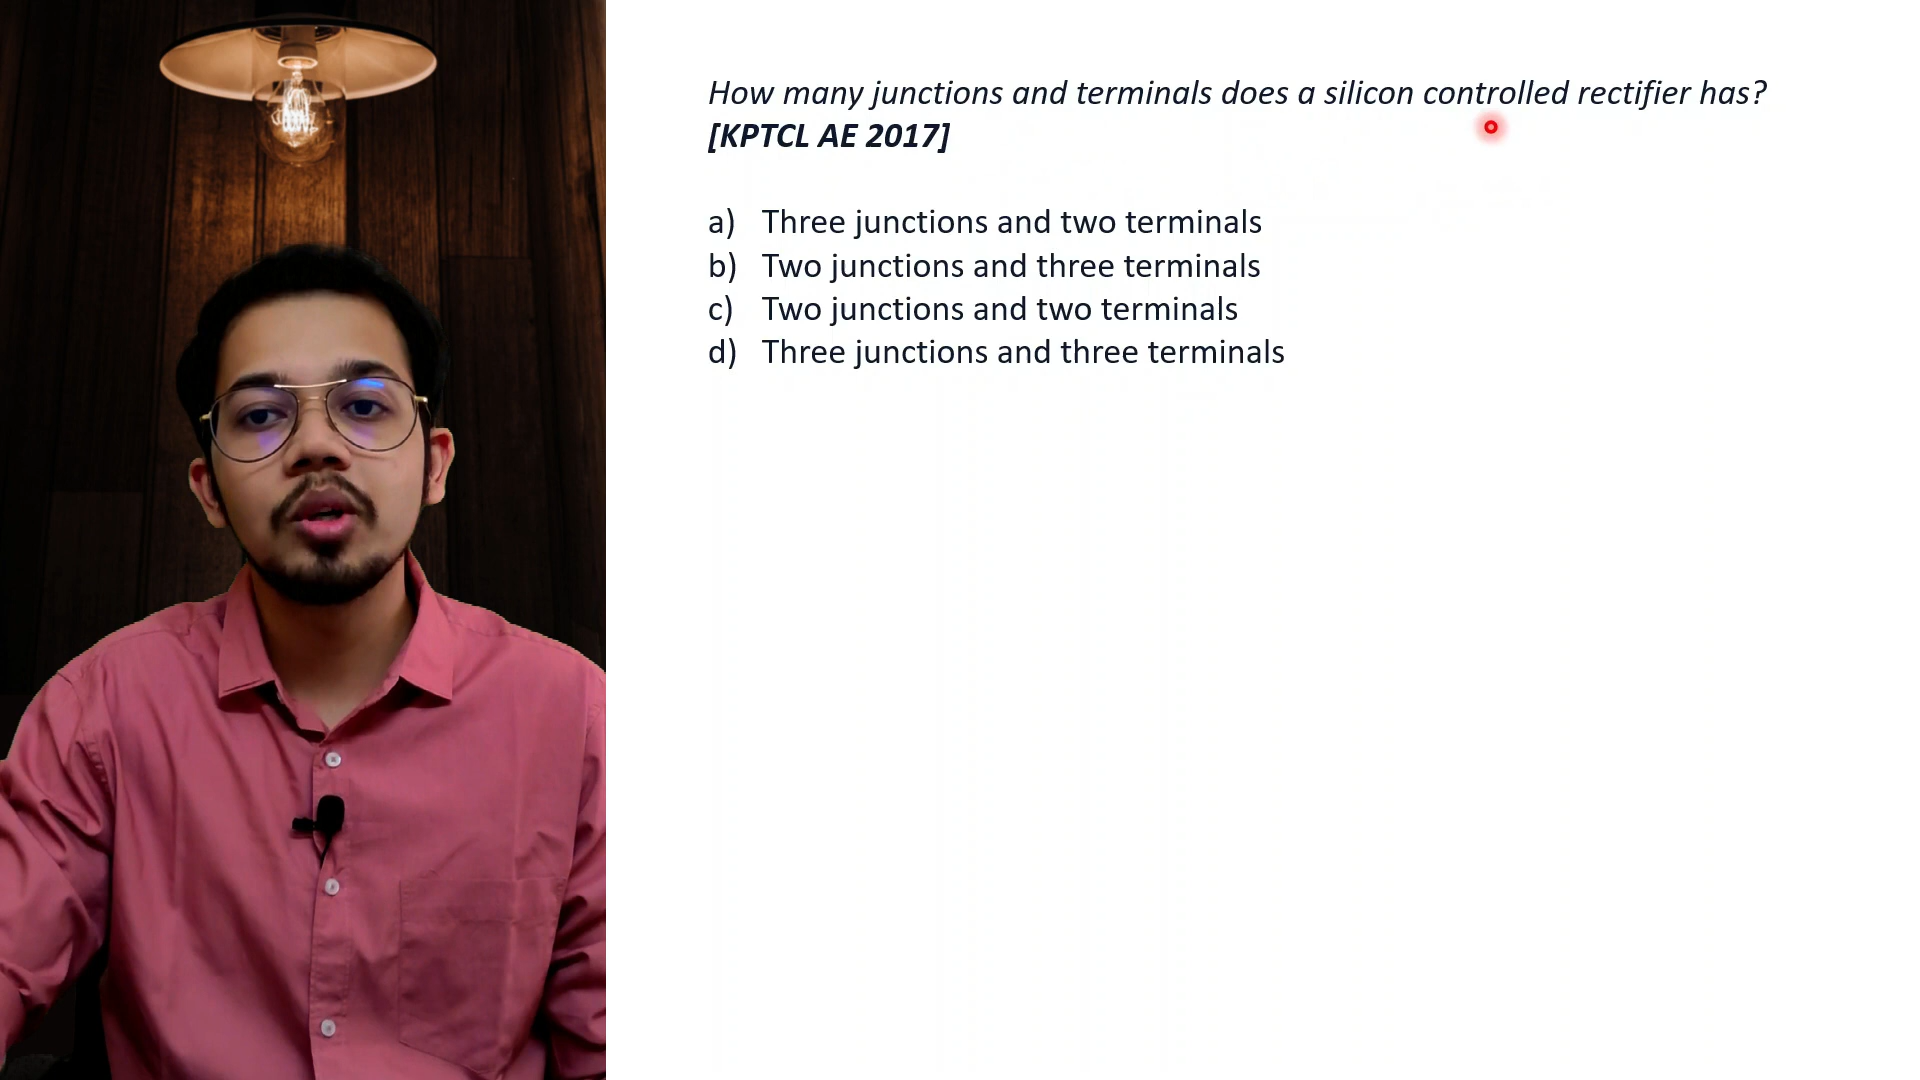 How many junctions and terminals does a silicon controlled rectifier has?
[KPTCL AE 2017]
a) Three junctions and two terminals
b) Two junctions and three terminals
c) Two junctions and two terminals
d) Three junctions and three terminals